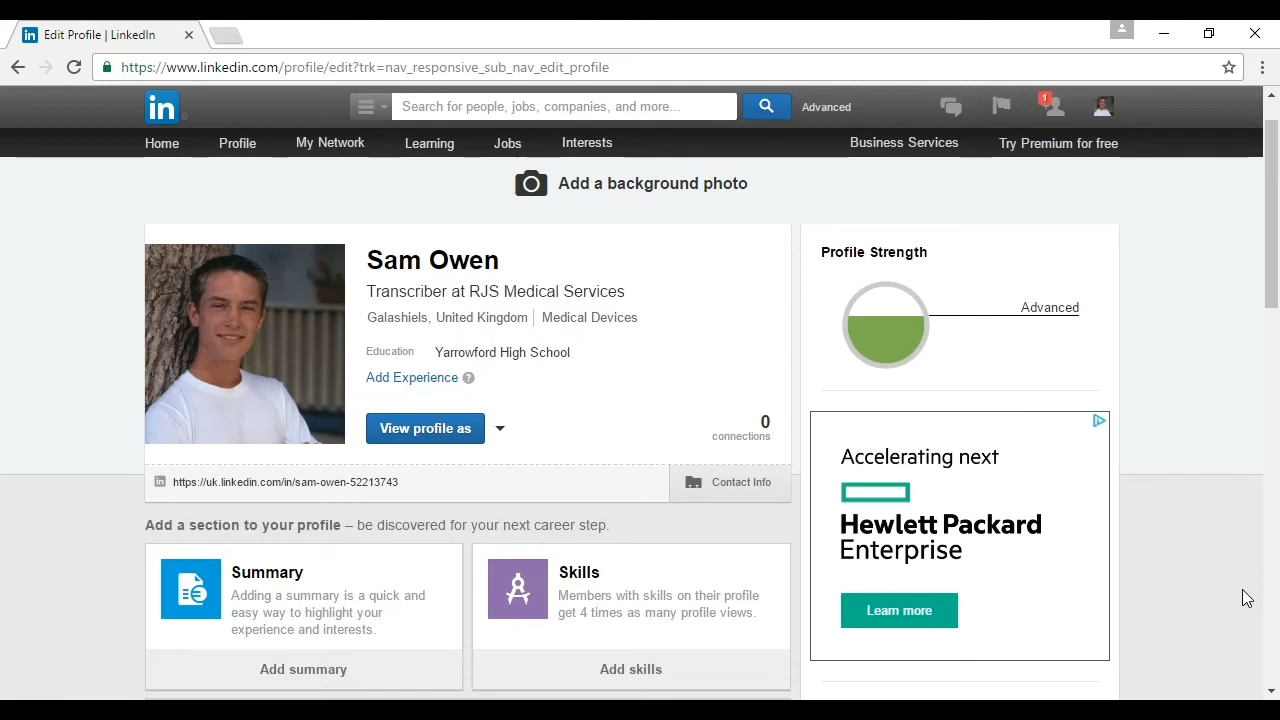 Edit Profile | LinkedIn
https://www.linkedin.com/profile/edit?trk=nav_responsive_sub_nav_edit_profile
in
Search for people, jobs, companies, and more...
Advanced
1
Home Profile My Network Learning Jobs Interests Business Services Try Premium for free
Add a background photo
Sam Owen
Transcriber at RJS Medical Services
Galashiels, United Kingdom Medical Devices
Education Yarrowford High School
Add Experience ?
View profile as
0
connections
https://uk.linkedin.com/in/sam-owen-52213743
Contact Info
Add a section to your profile – be discovered for your next career step.
Summary
Adding a summary is a quick and
easy way to highlight your
experience and interests.
Add summary
Skills
Members with skills on their profile
get 4 times as many profile views.
Add skills
Profile Strength
Advanced
Accelerating next
Hewlett Packard
Enterprise
Learn more